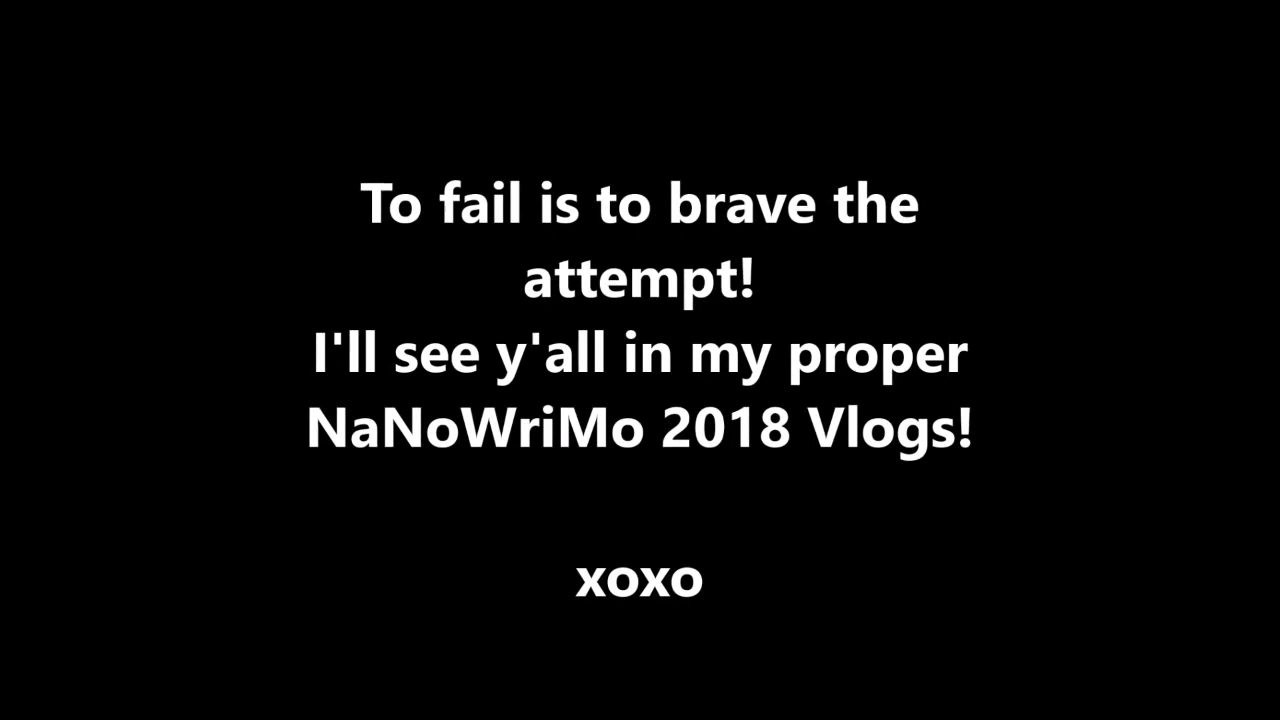 To fail is to brave the
attempt!
I'll see y'all in my proper
NaNoWriMo 2018 Vlogs!
xoxo